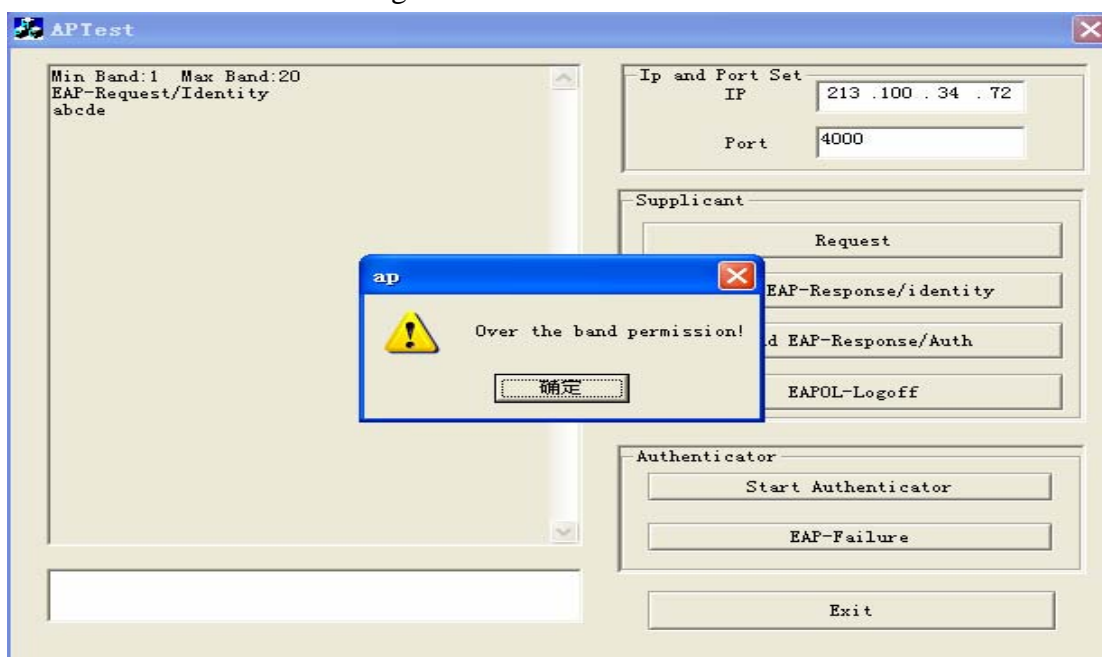 APTest
Min Band:1 Max Band:20
EAP-Request/Identity
abcde
Ip and Port Set
IP 213 .100 . 34 . 72
Port 4000
Supplicant
Request
EAP-Response/identity
EAP-Response/Auth
EAPOL-Logoff
ap
Over the band permission!
确定
Authenticator
Start Authenticator
EAP-Failure
Exit